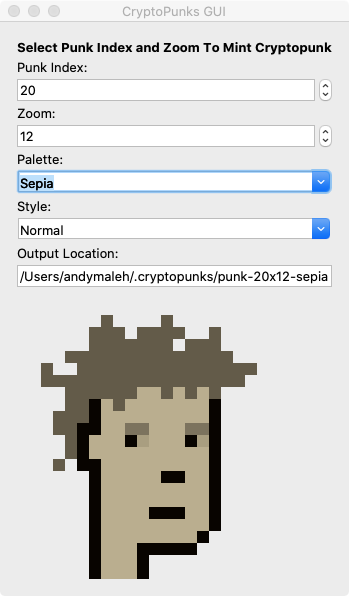 CryptoPunks GUI
Select Punk Index and Zoom To Mint Cryptopunk
Punk Index:
20
Zoom:
12
Palette:
Sepia
Style:
Normal
Output Location:
/Users/andymaleh/.cryptopunks/punk-20x12-sepia